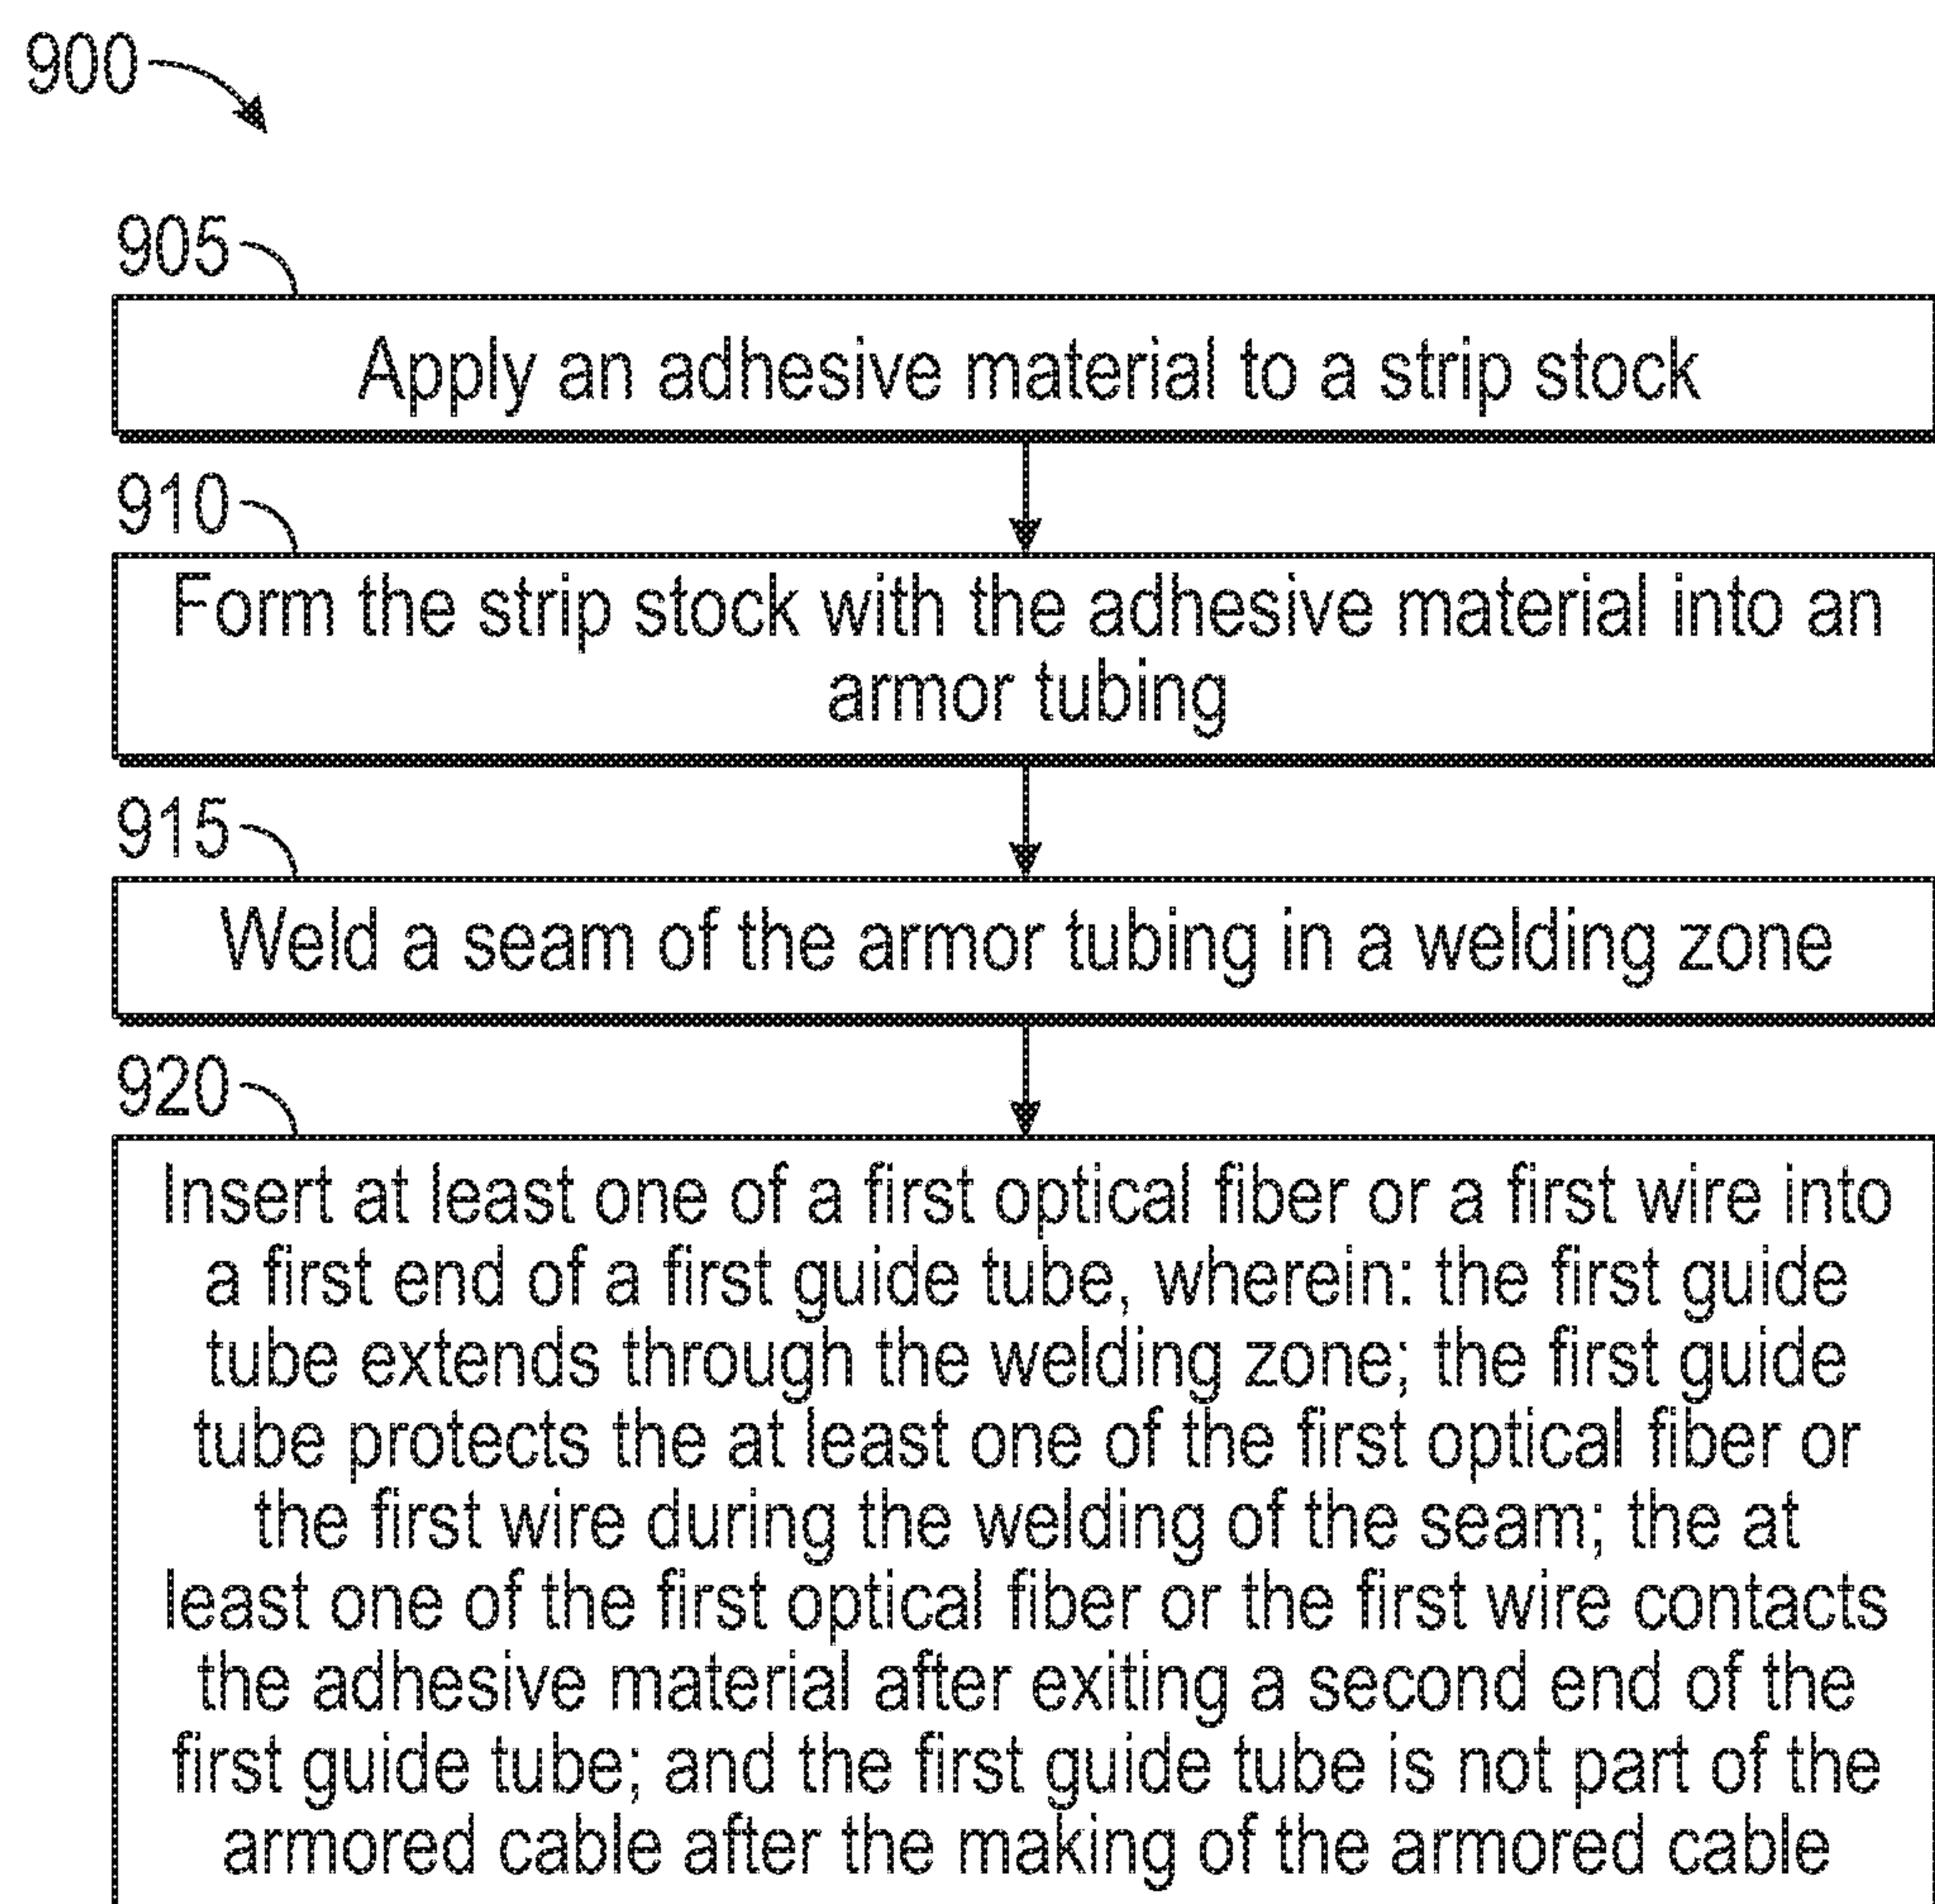 900
905
Apply an adhesive material to a strip stock
910
Form the strip stock with the adhesive material into an
armor tubing
915
Weld a seam of the armor tubing in a welding zone
920
Insert at least one of a first optical fiber or a first wire into
a first end of a first guide tube, wherein: the first guide
tube extends through the welding zone; the first guide
tube protects the at least one of the first optical fiber or
the first wire during the welding of the seam; the at
least one of the first optical fiber or the first wire contacts
the adhesive material after exiting a second end of the
first guide tube; and the first guide tube is not part of the
armored cable after the making of the armored cable